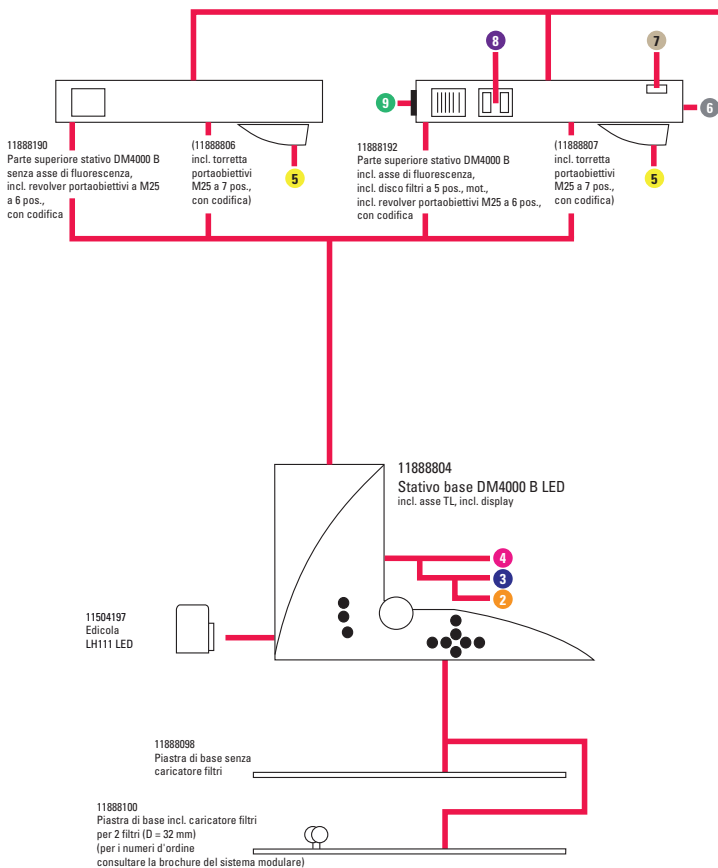 8
7
9
6
11888190
Parte superiore stativo DM4000 B
senza asse di fluorescenza,
incl. revolver portaobiettivi a M25
a 6 pos.,
con codifica
(11888806
incl. torretta
portaobiettivi
M25 a 7 pos.,
con codifica)
5
11888192
Parte superiore stativo DM4000 B
incl. asse di fluorescenza,
incl. disco filtri a 5 pos., mot.,
incl. revolver portaobiettivi M25 a 6 pos.,
con codifica
(11888807
incl. torretta
portaobiettivi
M25 a 7 pos.,
con codifica)
5
11888804
Stativo base DM4000 B LED
incl. asse TL, incl. display
4
3
2
11504197
Edicola
LH111 LED
11888098
Piastra di base senza
caricatore filtri
11888100
Piastra di base incl. caricatore filtri
per 2 filtri (D = 32 mm)
(per i numeri d'ordine
consultare la brochure del sistema modulare)